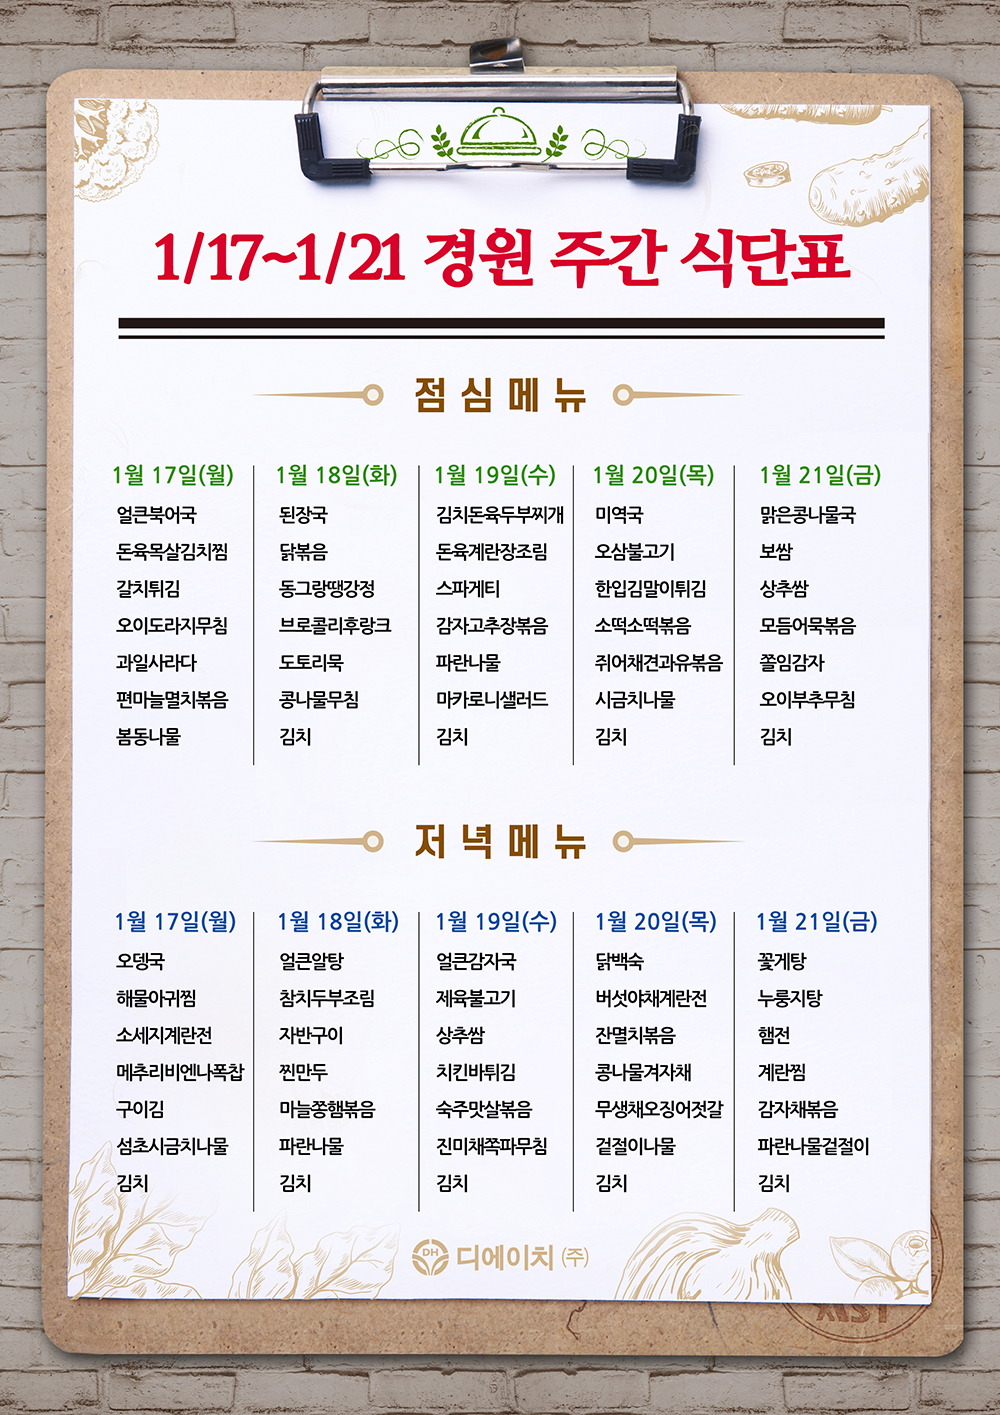 1/17~1/21 경원 주간 식단표
점심메뉴
1월 17일(월)
얼큰북어국
돈육목살김치찜
갈치튀김
오이도라지무침
과일사라다
편마늘멸치볶음
봄동나물
1월 18일(화)
된장국
닭볶음
동그랑땡강정
브로콜리후랑크
도토리묵
콩나물무침
김치
1월 19일(수)
김치돈육두부찌개
돈육계란장조림
스파게티
감자고추장볶음
파란나물
마카로니샐러드
김치
1월 20일(목)
미역국
오삼불고기
한입김말이튀김
소떡소떡볶음
쥐어채견과유볶음
시금치나물
김치
1월 21일(금)
맑은콩나물국
보쌈
상추쌈
모듬어묵볶음
쫄임감자
오이부추무침
김치
저녁메뉴
1월 17일(월)
오뎅국
해물아귀찜
소세지계란전
메추리비엔나폭찹
구이김
섬초시금치나물
김치
1월 18일(화)
얼큰알탕
참치두부조림
자반구이
찐만두
마늘쫑햄볶음
파란나물
김치
1월 19일(수)
얼큰감자국
제육불고기
상추쌈
치킨바튀김
숙주맛살볶음
진미채쪽파무침
김치
1월 20일(목)
닭백숙
버섯야채계란전
잔멸치볶음
콩나물겨자채
무생채오징어젓갈
겉절이나물
김치
1월 21일(금)
꽃게탕
누룽지탕
햄전
계란찜
감자채볶음
파란나물겉절이
김치
DH 디에이치(주)